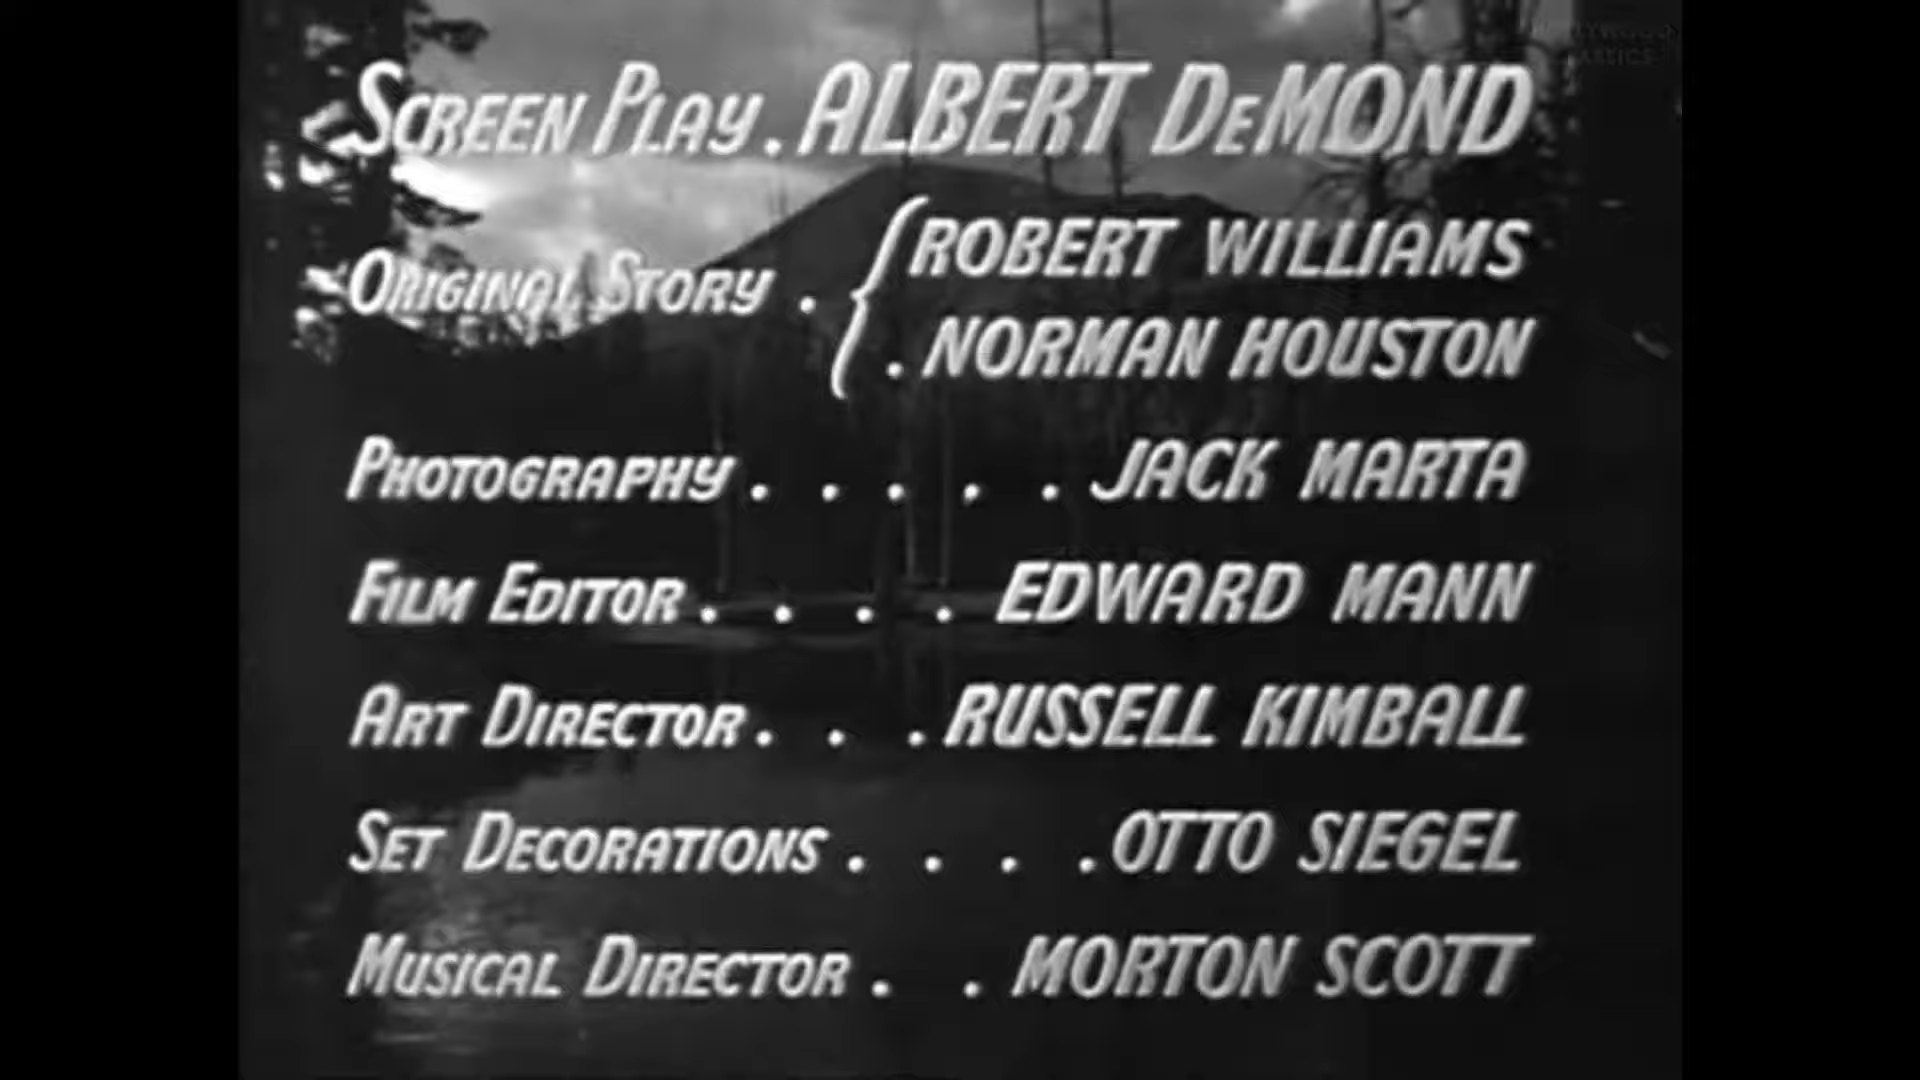 SCREEN PLAY . ALBERT DeMOND
ORIGINAL STORY . { ROBERT WILLIAMS
. NORMAN HOUSTON
PHOTOGRAPHY . . . . . JACK MARTA
FILM EDITOR . . . . EDWARD MANN
ART DIRECTOR . . . RUSSELL KIMBALL
SET DECORATIONS . . . . OTTO SIEGEL
MUSICAL DIRECTOR . . MORTON SCOTT